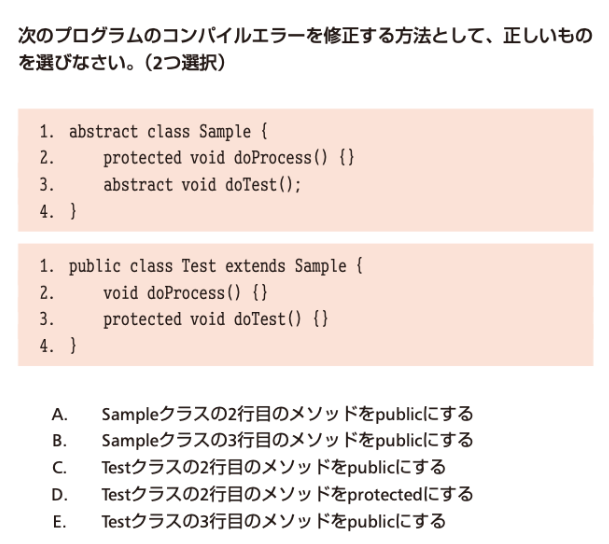 次のプログラムのコンパイルエラーを修正する方法として、正しいもの
を選びなさい。（2つ選択）
1. abstract class Sample {
2.     protected void doProcess() {}
3.     abstract void doTest();
4. }
1. public class Test extends Sample {
2.     void doProcess() {}
3.     protected void doTest() {}
4. }
A. Sampleクラスの2行目のメソッドをpublicにする
B. Sampleクラスの3行目のメソッドをpublicにする
C. Testクラスの2行目のメソッドをpublicにする
D. Testクラスの2行目のメソッドをprotectedにする
E. Testクラスの3行目のメソッドをpublicにする